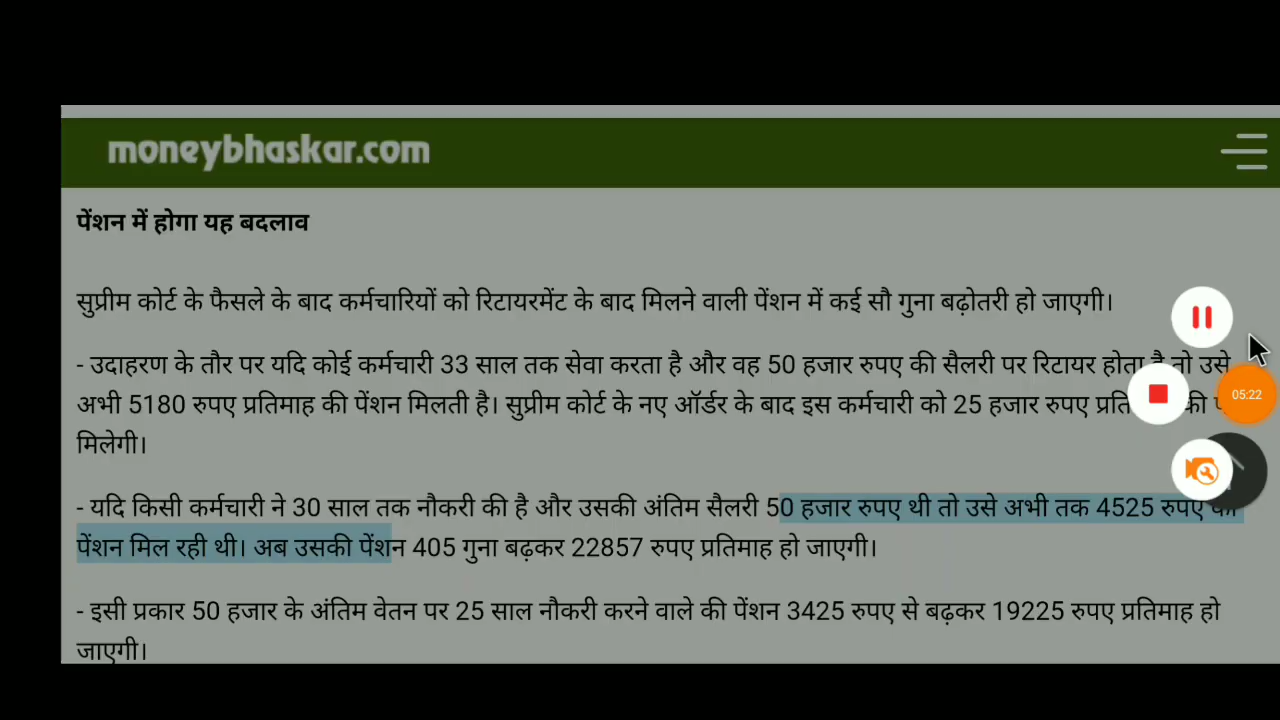 moneybhaskar.com
पेंशन में होगा यह बदलाव
सुप्रीम कोर्ट के फैसले के बाद कर्मचारियों को रिटायरमेंट के बाद मिलने वाली पेंशन में कई सौ गुना बढ़ोतरी हो जाएगी।
- उदाहरण के तौर पर यदि कोई कर्मचारी 33 साल तक सेवा करता है और वह 50 हजार रुपए की सैलरी पर रिटायर होता है तो उसे
अभी 5180 रुपए प्रतिमाह की पेंशन मिलती है। सुप्रीम कोर्ट के नए ऑर्डर के बाद इस कर्मचारी को 25 हजार रुपए की
मिलेगी।
- यदि किसी कर्मचारी ने 30 साल तक नौकरी की है और उसकी अंतिम सैलरी 50 हजार रुपए थी तो उसे अभी तक 4525 रुपए
पेंशन मिल रही थी। अब उसकी पेंशन 405 गुना बढ़कर 22857 रुपए प्रतिमाह हो जाएगी।
- इसी प्रकार 50 हजार के अंतिम वेतन पर 25 साल नौकरी करने वाले की पेंशन 3425 रुपए से बढ़कर 19225 रुपए प्रतिमाह हो
जाएगी।
05:22